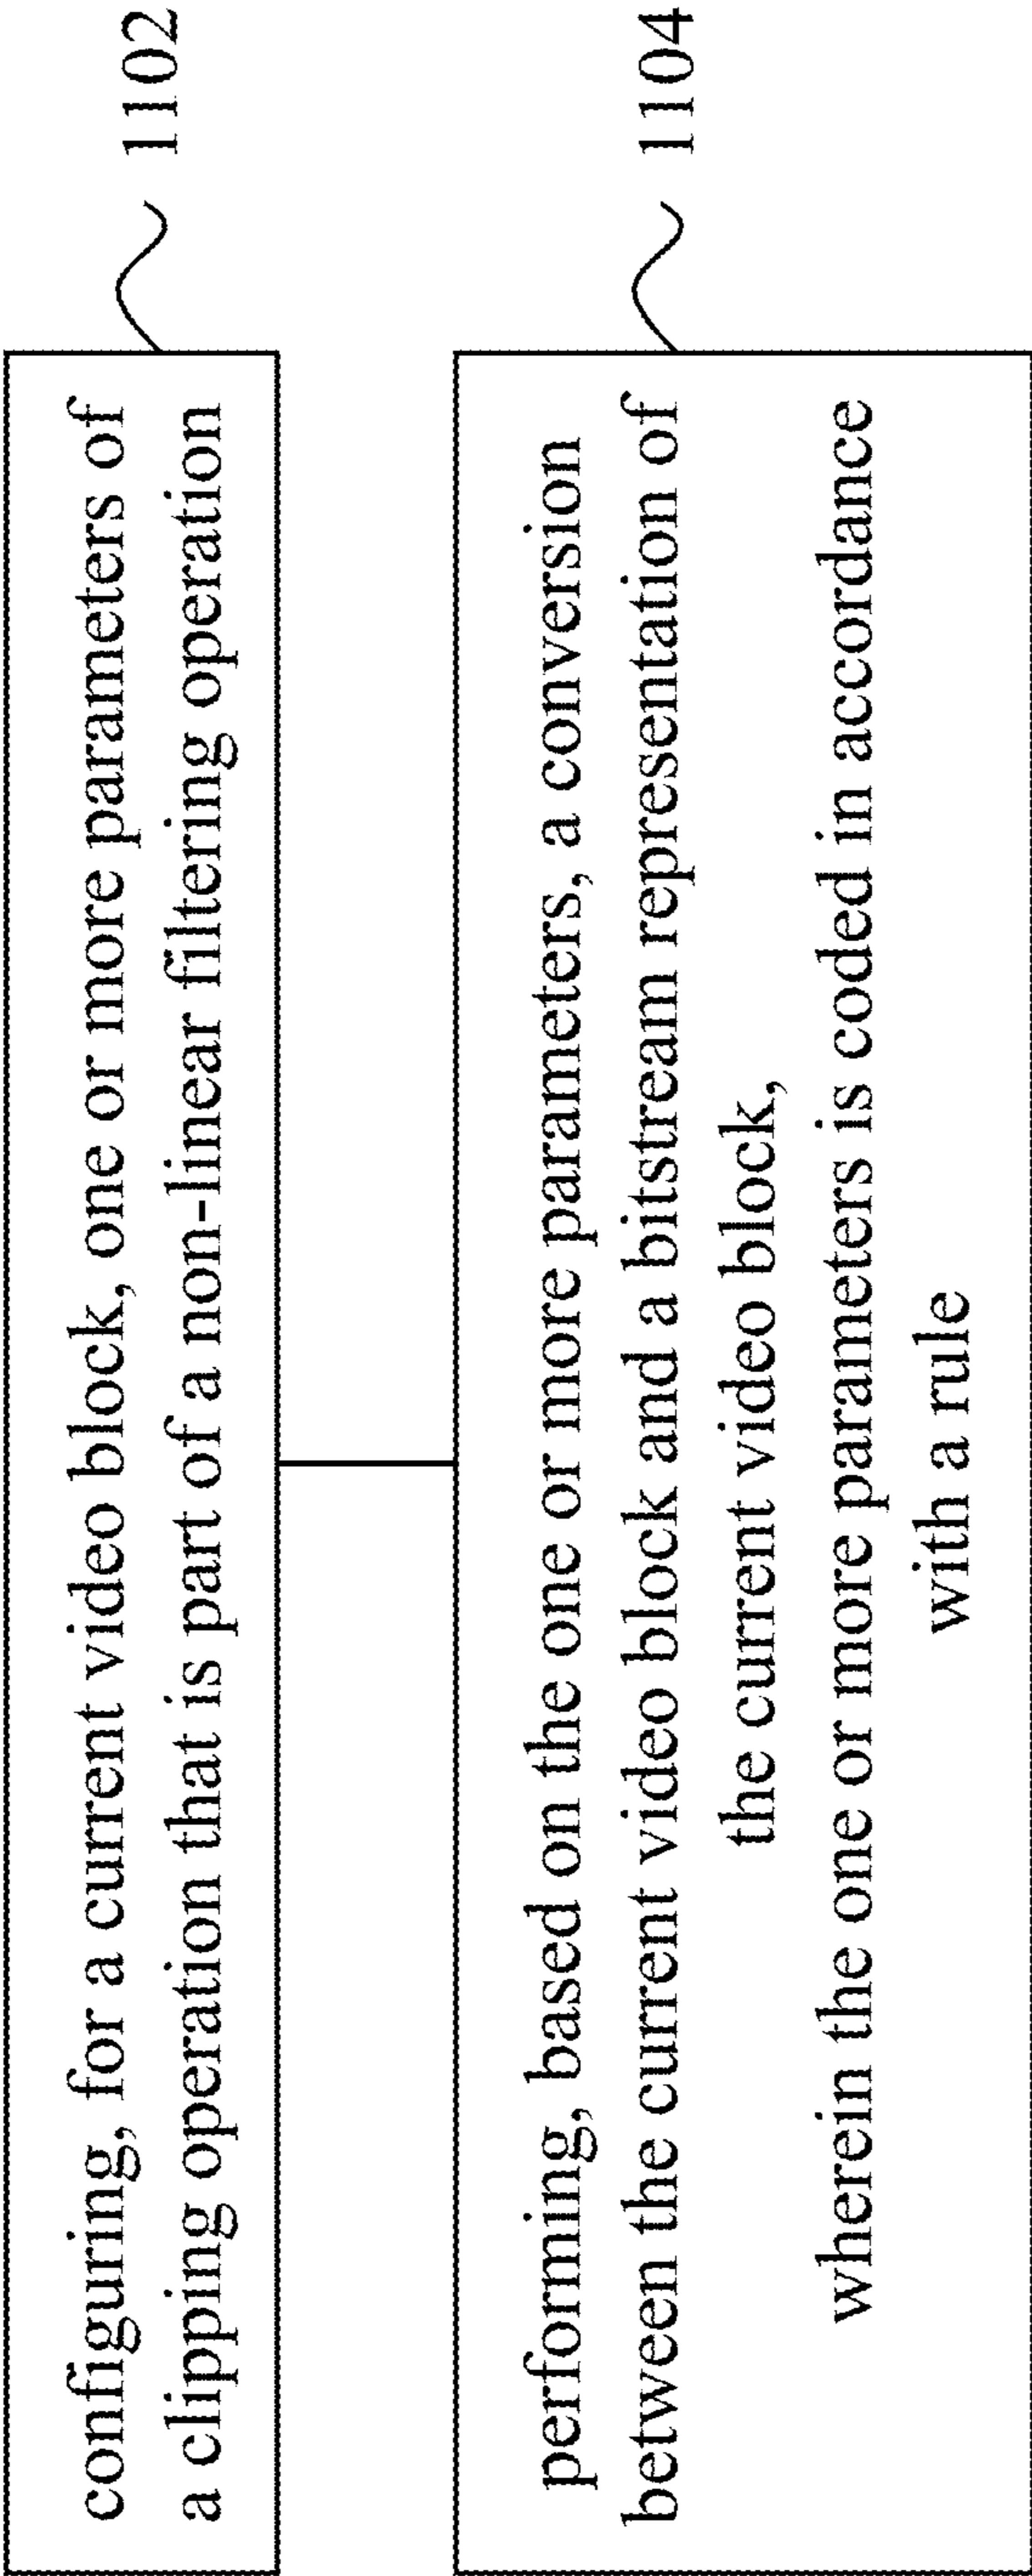 configuring, for a current video block, one or more parameters of
a clipping operation that is part of a non-linear filtering operation
1102
performing, based on the one or more parameters, a conversion
between the current video block and a bitstream representation of
the current video block,
wherein the one or more parameters is coded in accordance
with a rule
1104